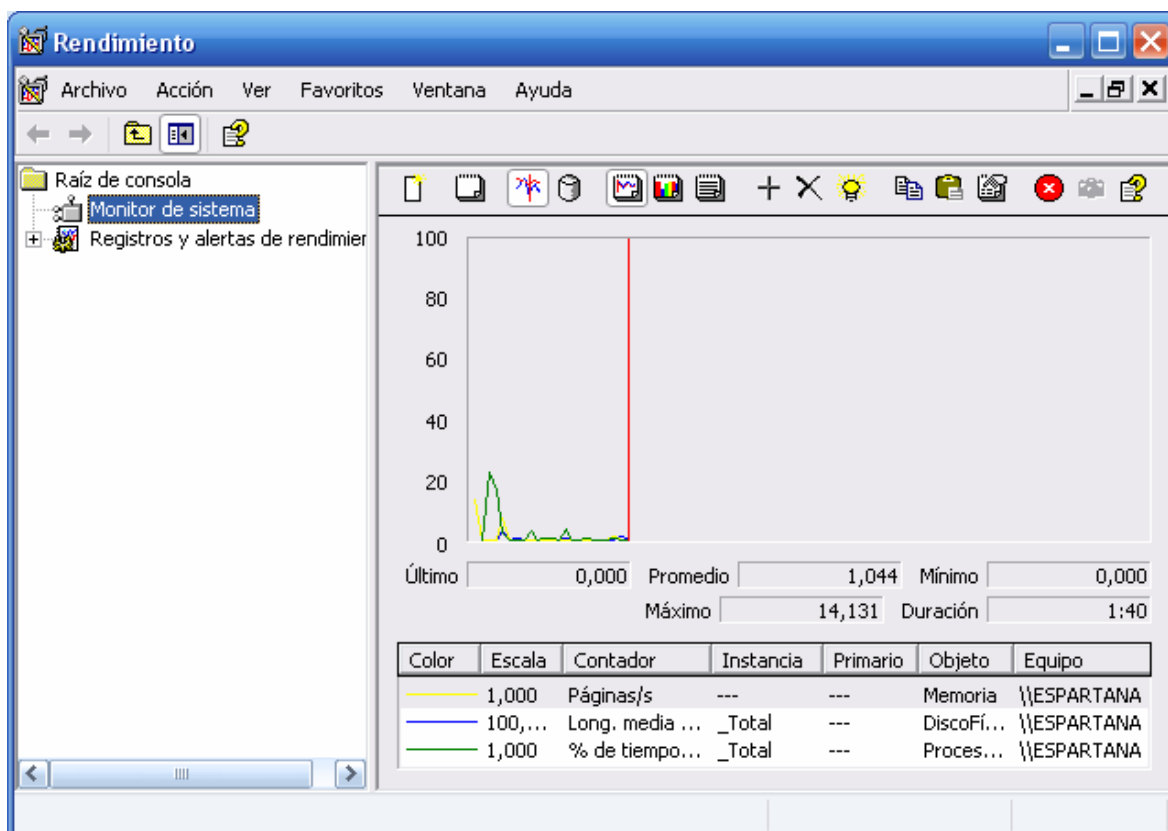 Rendimiento
Archivo Acción Ver Favoritos Ventana Ayuda
Raíz de consola
Monitor de sistema
Registros y alertas de rendimier
100
80
60
40
20
0
Último 0,000 Promedio 1,044 Mínimo 0,000
Máximo 14,131 Duración 1:40
Color Escala Contador Instancia Primario Objeto Equipo
1,000 Páginas/s --- --- Memoria \\ESPARTANA
100,... Long. media ... _Total --- DiscoFí... \\ESPARTANA
1,000 % de tiempo... _Total --- Proces... \\ESPARTANA